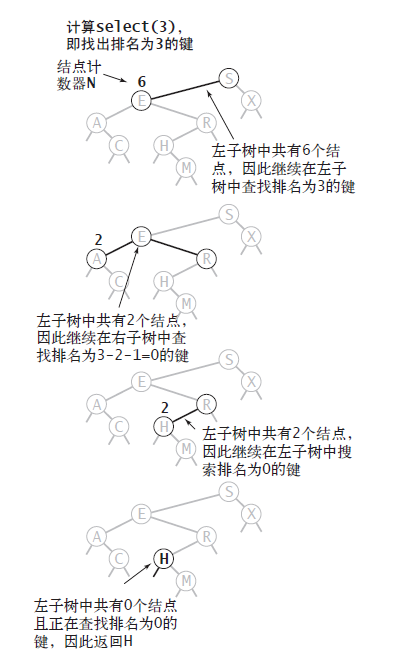 计算select(3),
即找出排名为3的键
结点计
数器N
6
S
E
X
A
R
C
H
M
左子树中共有6个结
点,因此继续在左子
树中查找排名为3的键
S
2
E
X
A
R
C
H
M
左子树中共有2个结点,
因此继续在右子树中查
找排名为3-2-1=0的键
S
E
X
A
2
R
C
H
M
左子树中共有2个结点,
因此继续在左子树中搜
索排名为0的键
S
E
X
A
R
C
H
M
左子树中共有0个结点
且正在查找排名为0的
键,因此返回H